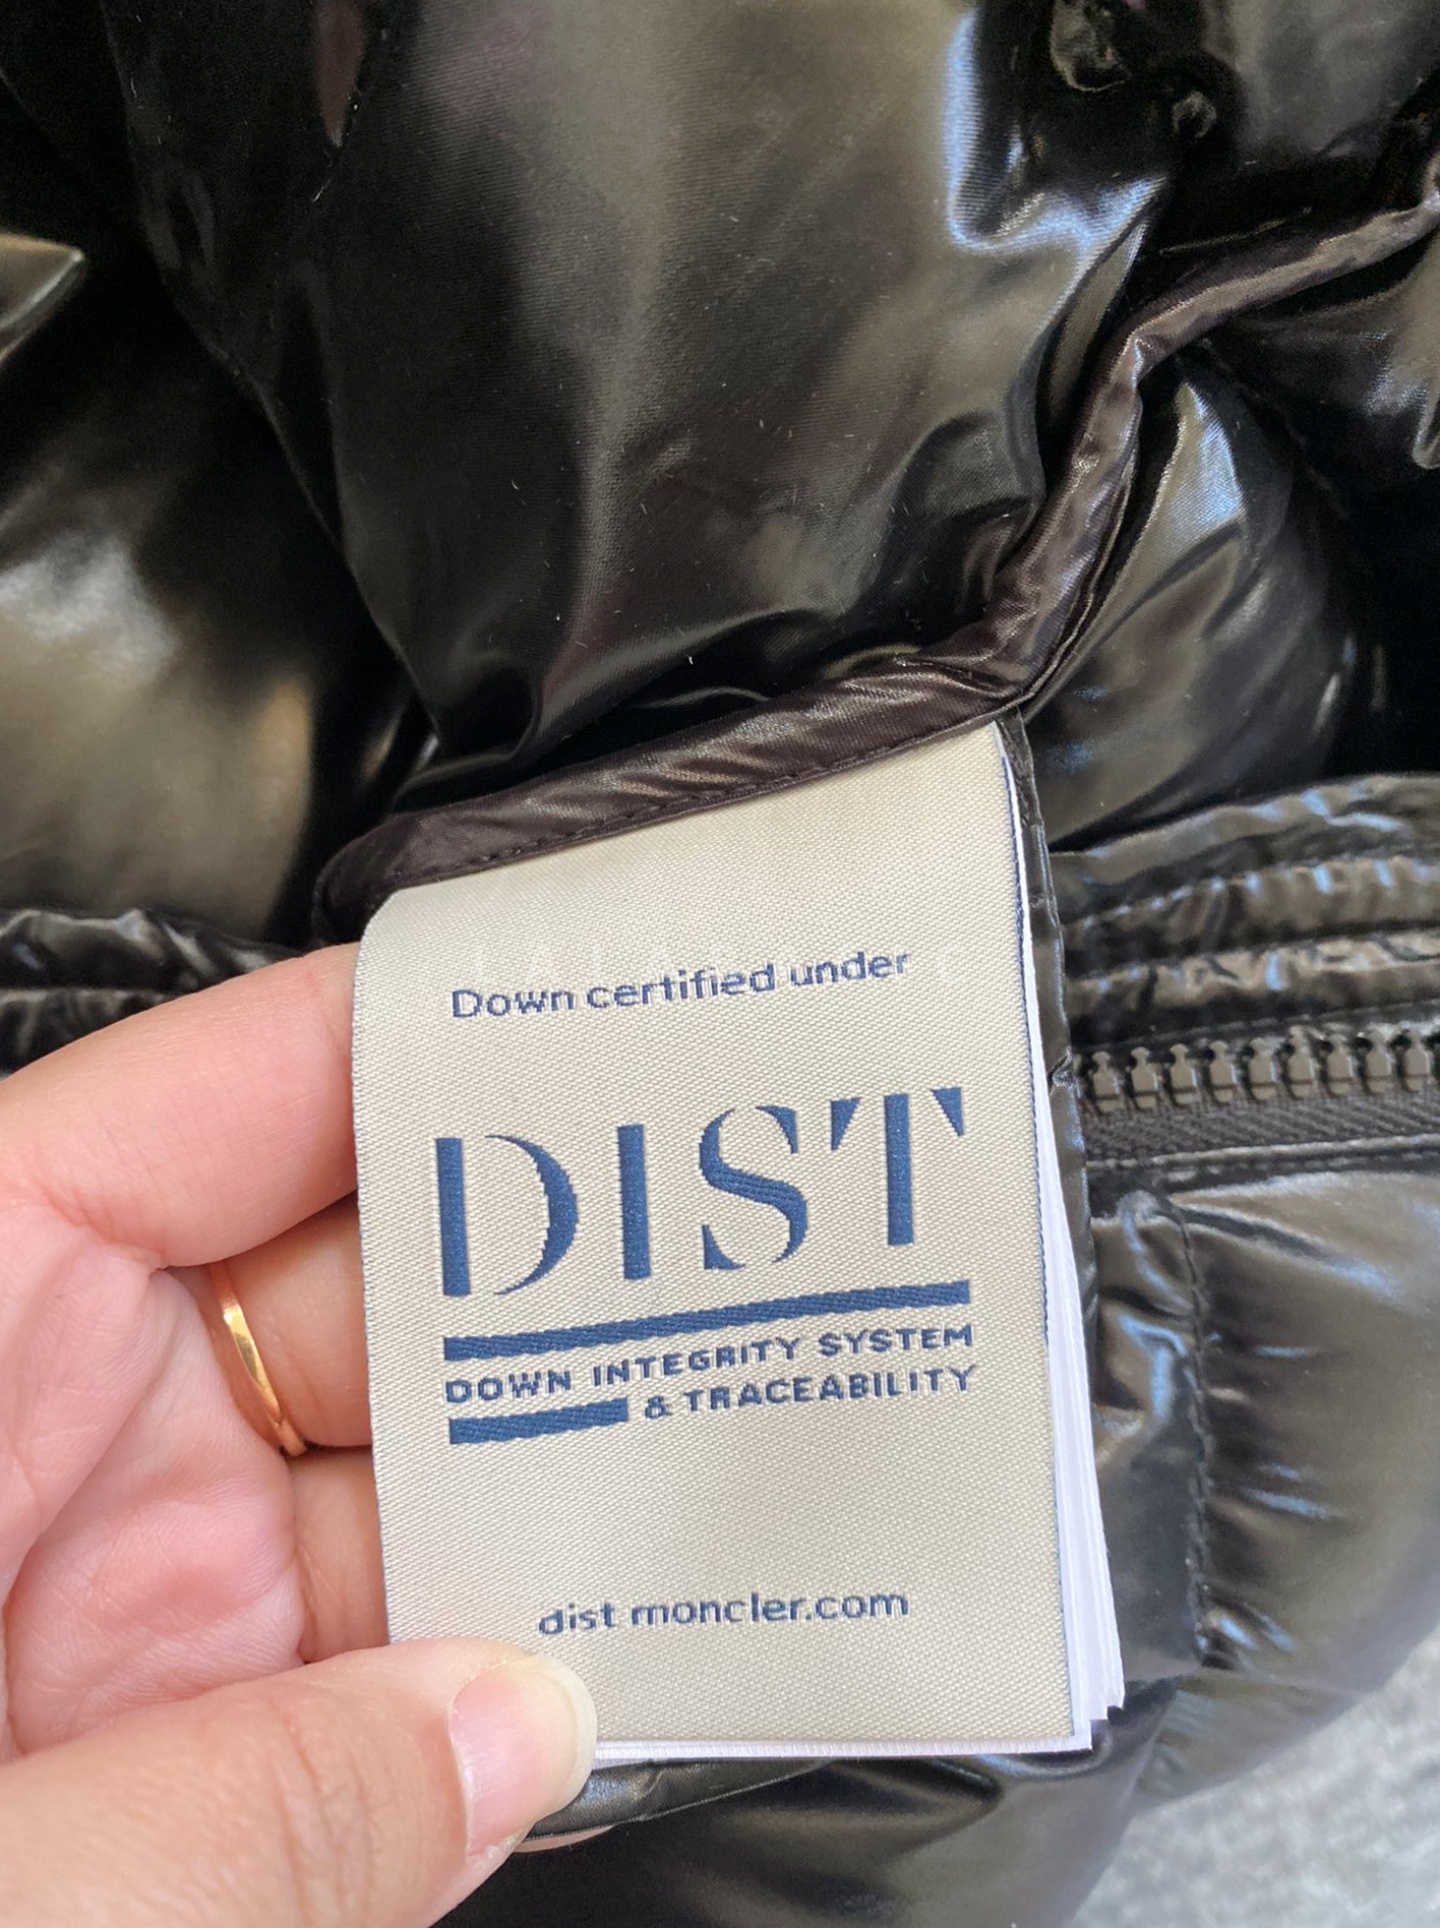 Down certified under
DIST
DOWN INTEGRITY SYSTEM
& TRACEABILITY
dist moncler.com